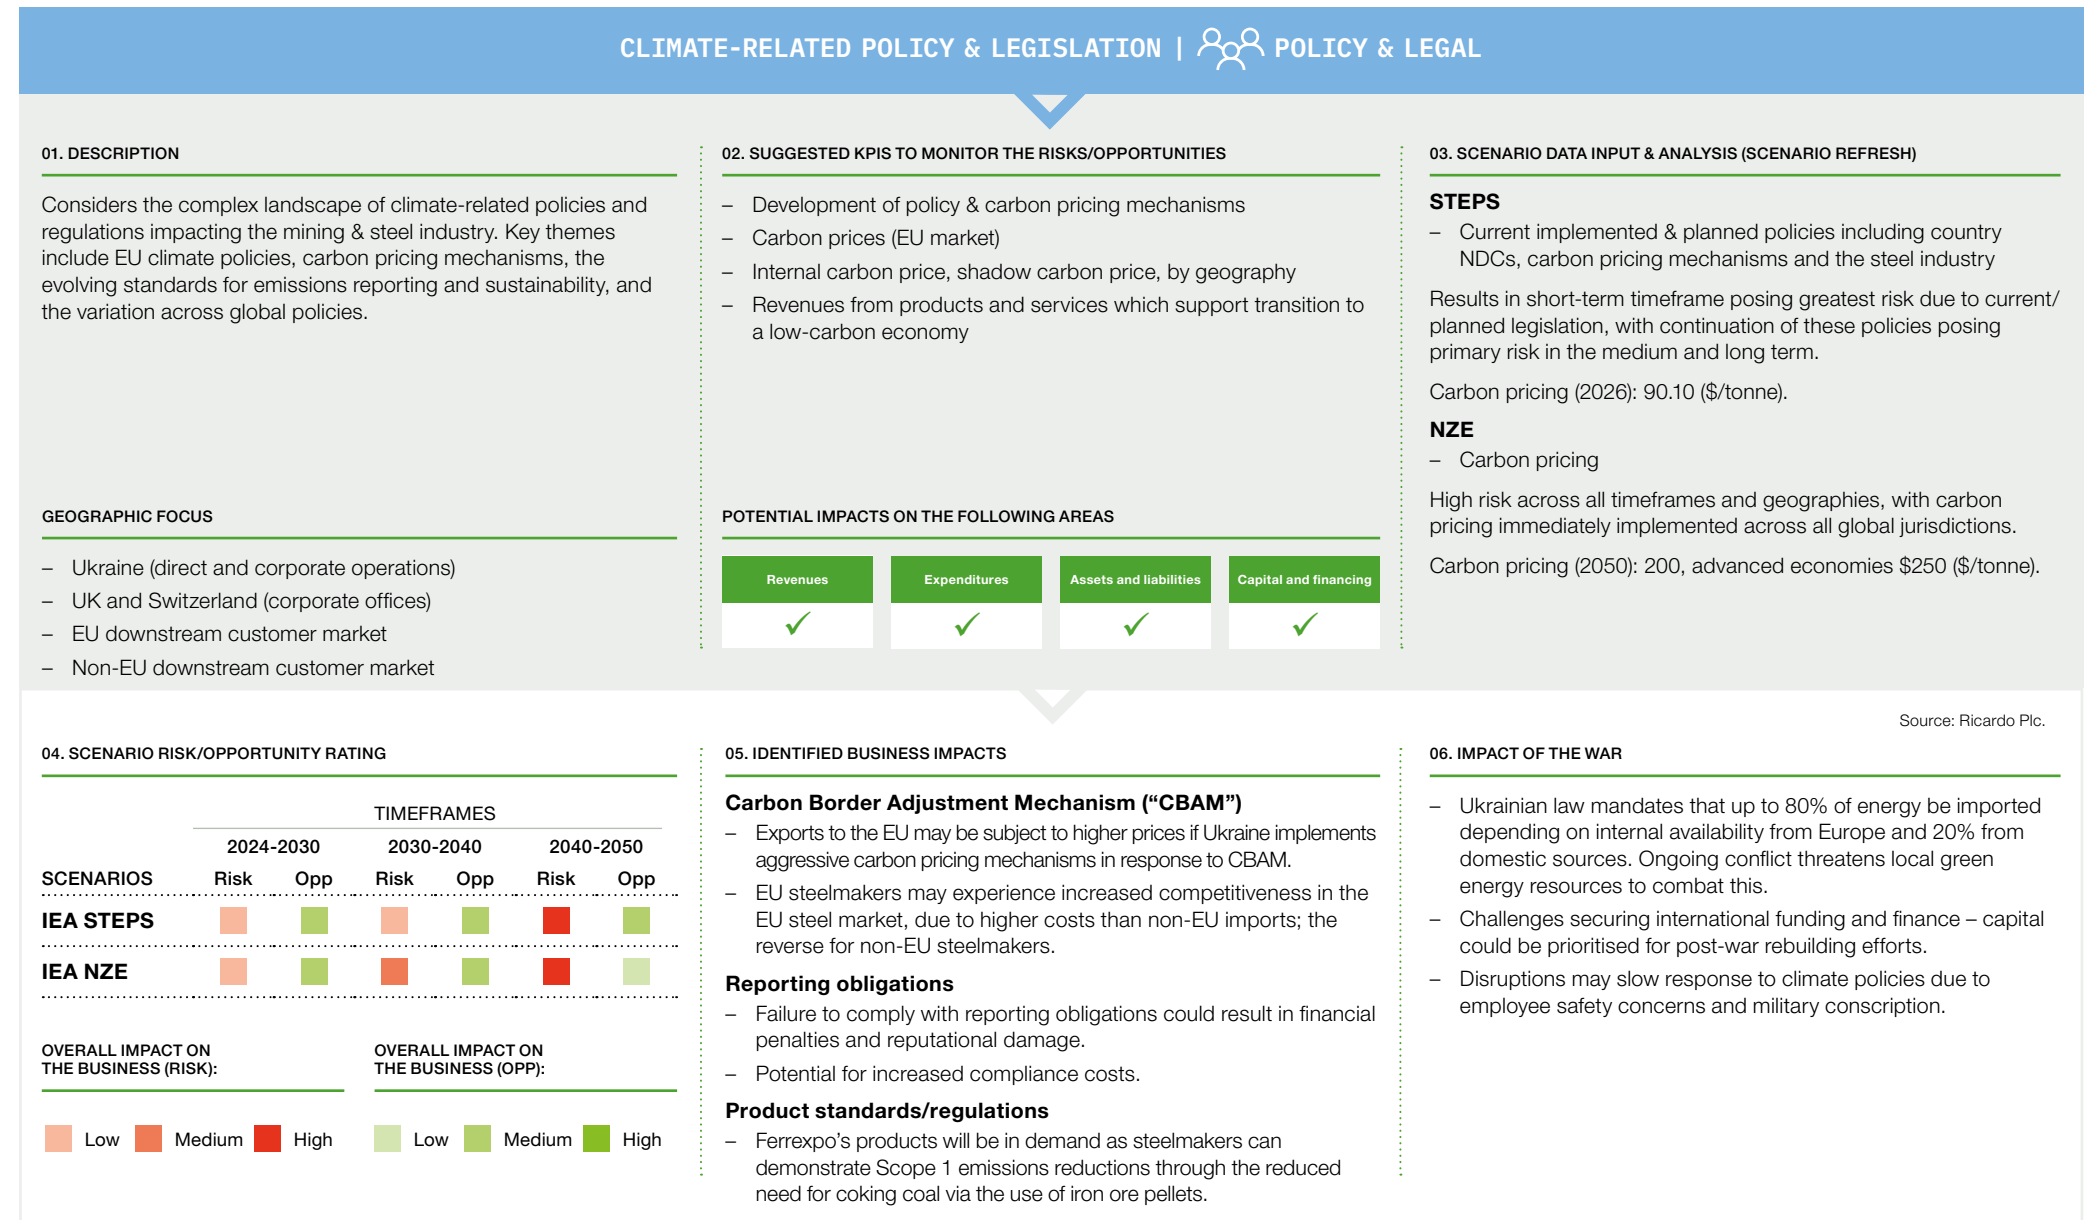 CLIMATE-RELATED POLICY & LEGISLATION | POLICY & LEGAL
01. DESCRIPTION
Considers the complex landscape of climate-related policies and
regulations impacting the mining & steel industry. Key themes
include EU climate policies, carbon pricing mechanisms, the
evolving standards for emissions reporting and sustainability, and
the variation across global policies.
GEOGRAPHIC FOCUS
– Ukraine (direct and corporate operations)
– UK and Switzerland (corporate offices)
– EU downstream customer market
– Non-EU downstream customer market
02. SUGGESTED KPIS TO MONITOR THE RISKS/OPPORTUNITIES
– Development of policy & carbon pricing mechanisms
– Carbon prices (EU market)
– Internal carbon price, shadow carbon price, by geography
– Revenues from products and services which support transition to
a low-carbon economy
POTENTIAL IMPACTS ON THE FOLLOWING AREAS
Revenues Expenditures Assets and liabilities Capital and financing
03. SCENARIO DATA INPUT & ANALYSIS (SCENARIO REFRESH)
STEPS
– Current implemented & planned policies including country
NDCs, carbon pricing mechanisms and the steel industry
Results in short-term timeframe posing greatest risk due to current/
planned legislation, with continuation of these policies posing
primary risk in the medium and long term.
Carbon pricing (2026): 90.10 ($/tonne).
NZE
– Carbon pricing
High risk across all timeframes and geographies, with carbon
pricing immediately implemented across all global jurisdictions.
Carbon pricing (2050): 200, advanced economies $250 ($/tonne).
Source: Ricardo Plc.
04. SCENARIO RISK/OPPORTUNITY RATING
TIMEFRAMES
2024-2030 2030-2040 2040-2050
SCENARIOS Risk Opp Risk Opp Risk Opp
IEA STEPS
IEA NZE
OVERALL IMPACT ON
THE BUSINESS (RISK):
Low Medium High
OVERALL IMPACT ON
THE BUSINESS (OPP):
Low Medium High
05. IDENTIFIED BUSINESS IMPACTS
Carbon Border Adjustment Mechanism (“CBAM”)
– Exports to the EU may be subject to higher prices if Ukraine implements
aggressive carbon pricing mechanisms in response to CBAM.
– EU steelmakers may experience increased competitiveness in the
EU steel market, due to higher costs than non-EU imports; the
reverse for non-EU steelmakers.
Reporting obligations
– Failure to comply with reporting obligations could result in financial
penalties and reputational damage.
– Potential for increased compliance costs.
Product standards/regulations
– Ferrexpo’s products will be in demand as steelmakers can
demonstrate Scope 1 emissions reductions through the reduced
need for coking coal via the use of iron ore pellets.
06. IMPACT OF THE WAR
– Ukrainian law mandates that up to 80% of energy be imported
depending on internal availability from Europe and 20% from
domestic sources. Ongoing conflict threatens local green
energy resources to combat this.
– Challenges securing international funding and finance – capital
could be prioritised for post-war rebuilding efforts.
– Disruptions may slow response to climate policies due to
employee safety concerns and military conscription.